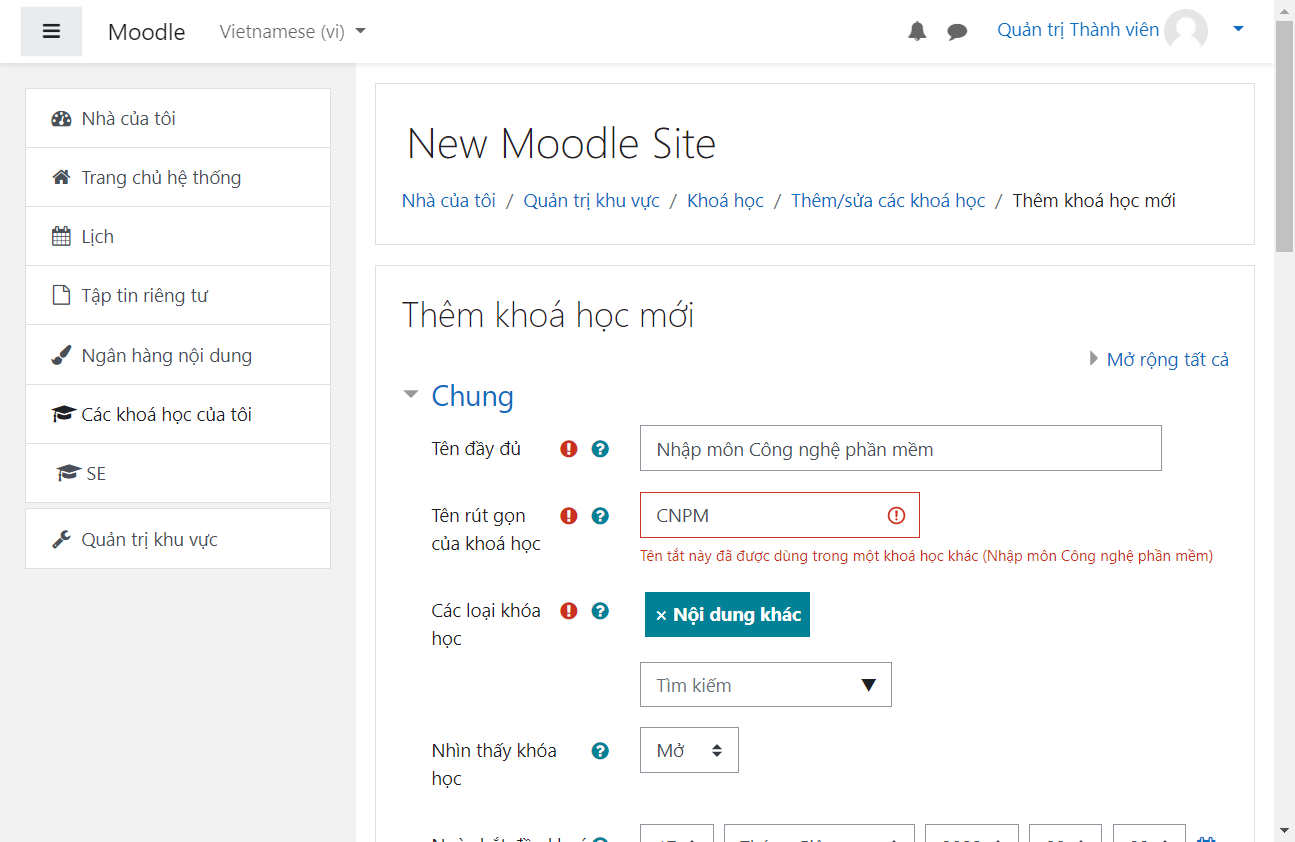 Moodle
Vietnamese (vi)
Quản trị Thành viên
Nhà của tôi
Trang chủ hệ thống
Lịch
Tập tin riêng tư
Ngân hàng nội dung
Các khoá học của tôi
SE
Quản trị khu vực
New Moodle Site
Nhà của tôi / Quản trị khu vực / Khoá học / Thêm/sửa các khoá học / Thêm khoá học mới
Thêm khoá học mới
Mở rộng tất cả
Chung
Tên đầy đủ
Nhập môn Công nghệ phần mềm
Tên rút gọn
của khoá học
CNPM
Tên tắt này đã được dùng trong một khoá học khác (Nhập môn Công nghệ phần mềm)
Các loại khóa
học
× Nội dung khác
Tìm kiếm
Nhìn thấy khóa
học
Mở